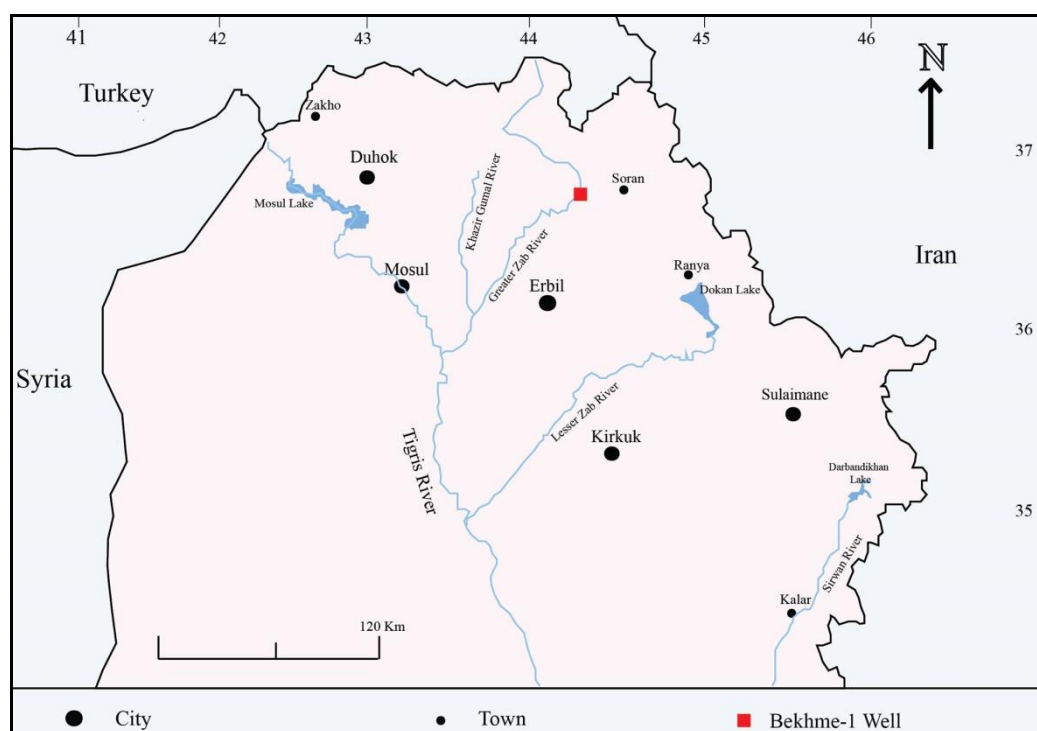 41 42 43 44 45 46
N
Turkey
Zakho
37
Duhok
Khazir Gumal River
Soran
Mosul Lake
Greater Zab River
Iran
Mosul
Ranya
Erbil
Dokan Lake
36
Syria
Lesser Zab River
Sulaimane
Tigris River
Kirkuk
Darbandikhan
Lake
35
Sirwan River
Kalar
120 Km
City
Town
Bekhme-1 Well